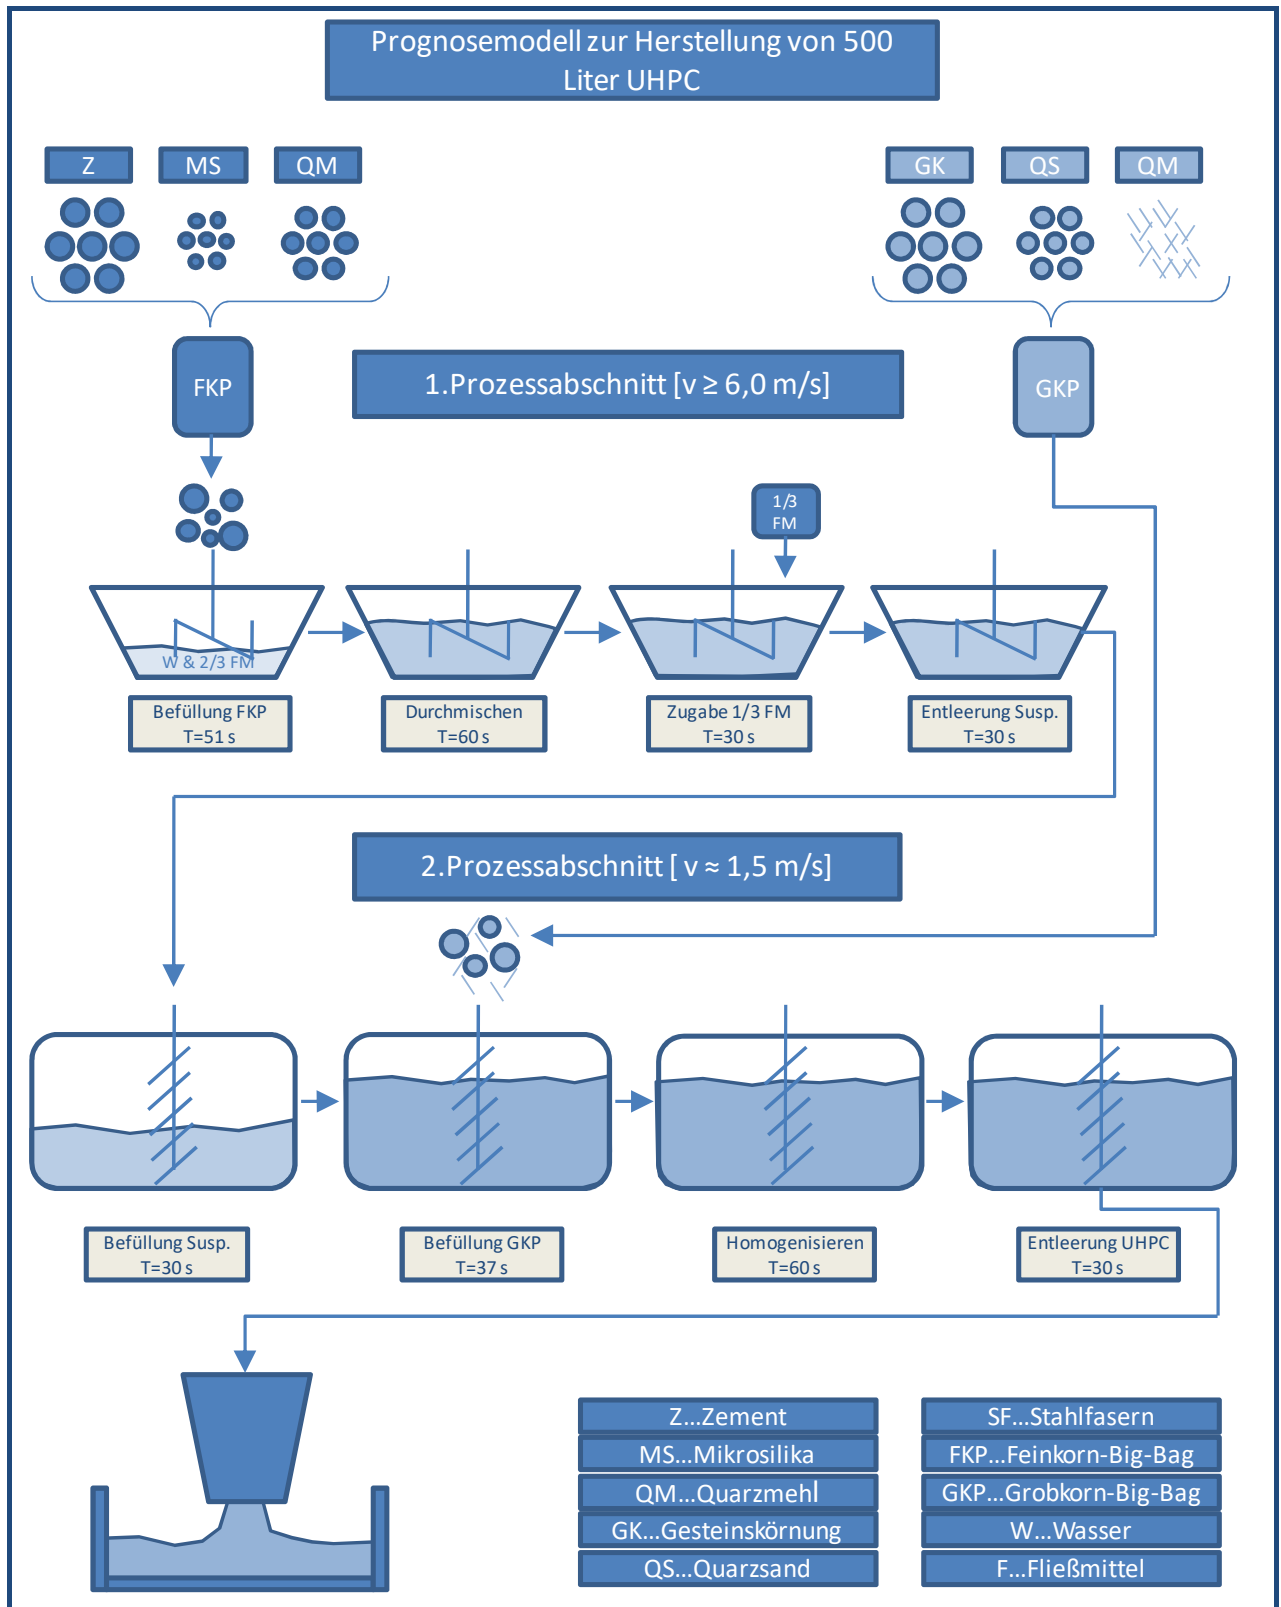 Prognosemodell zur Herstellung von 500
Liter UHPC
Z
MS
QM
GK
QS
QM
FKP
1.Prozessabschnitt [v ≥ 6,0 m/s]
GKP
1/3
FM
W & 2/3 FM
Befüllung FKP
T=51 s
Durchmischen
T=60 s
Zugabe 1/3 FM
T=30 s
Entleerung Susp.
T=30 s
2.Prozessabschnitt [ v ≈ 1,5 m/s]
Befüllung Susp.
T=30 s
Befüllung GKP
T=37 s
Homogenisieren
T=60 s
Entleerung UHPC
T=30 s
Z...Zement
MS...Mikrosilika
QM...Quarzmehl
GK...Gesteinskörnung
QS...Quarzsand
SF...Stahlfasern
FKP...Feinkorn-Big-Bag
GKP...Grobkorn-Big-Bag
W...Wasser
F...Fließmittel